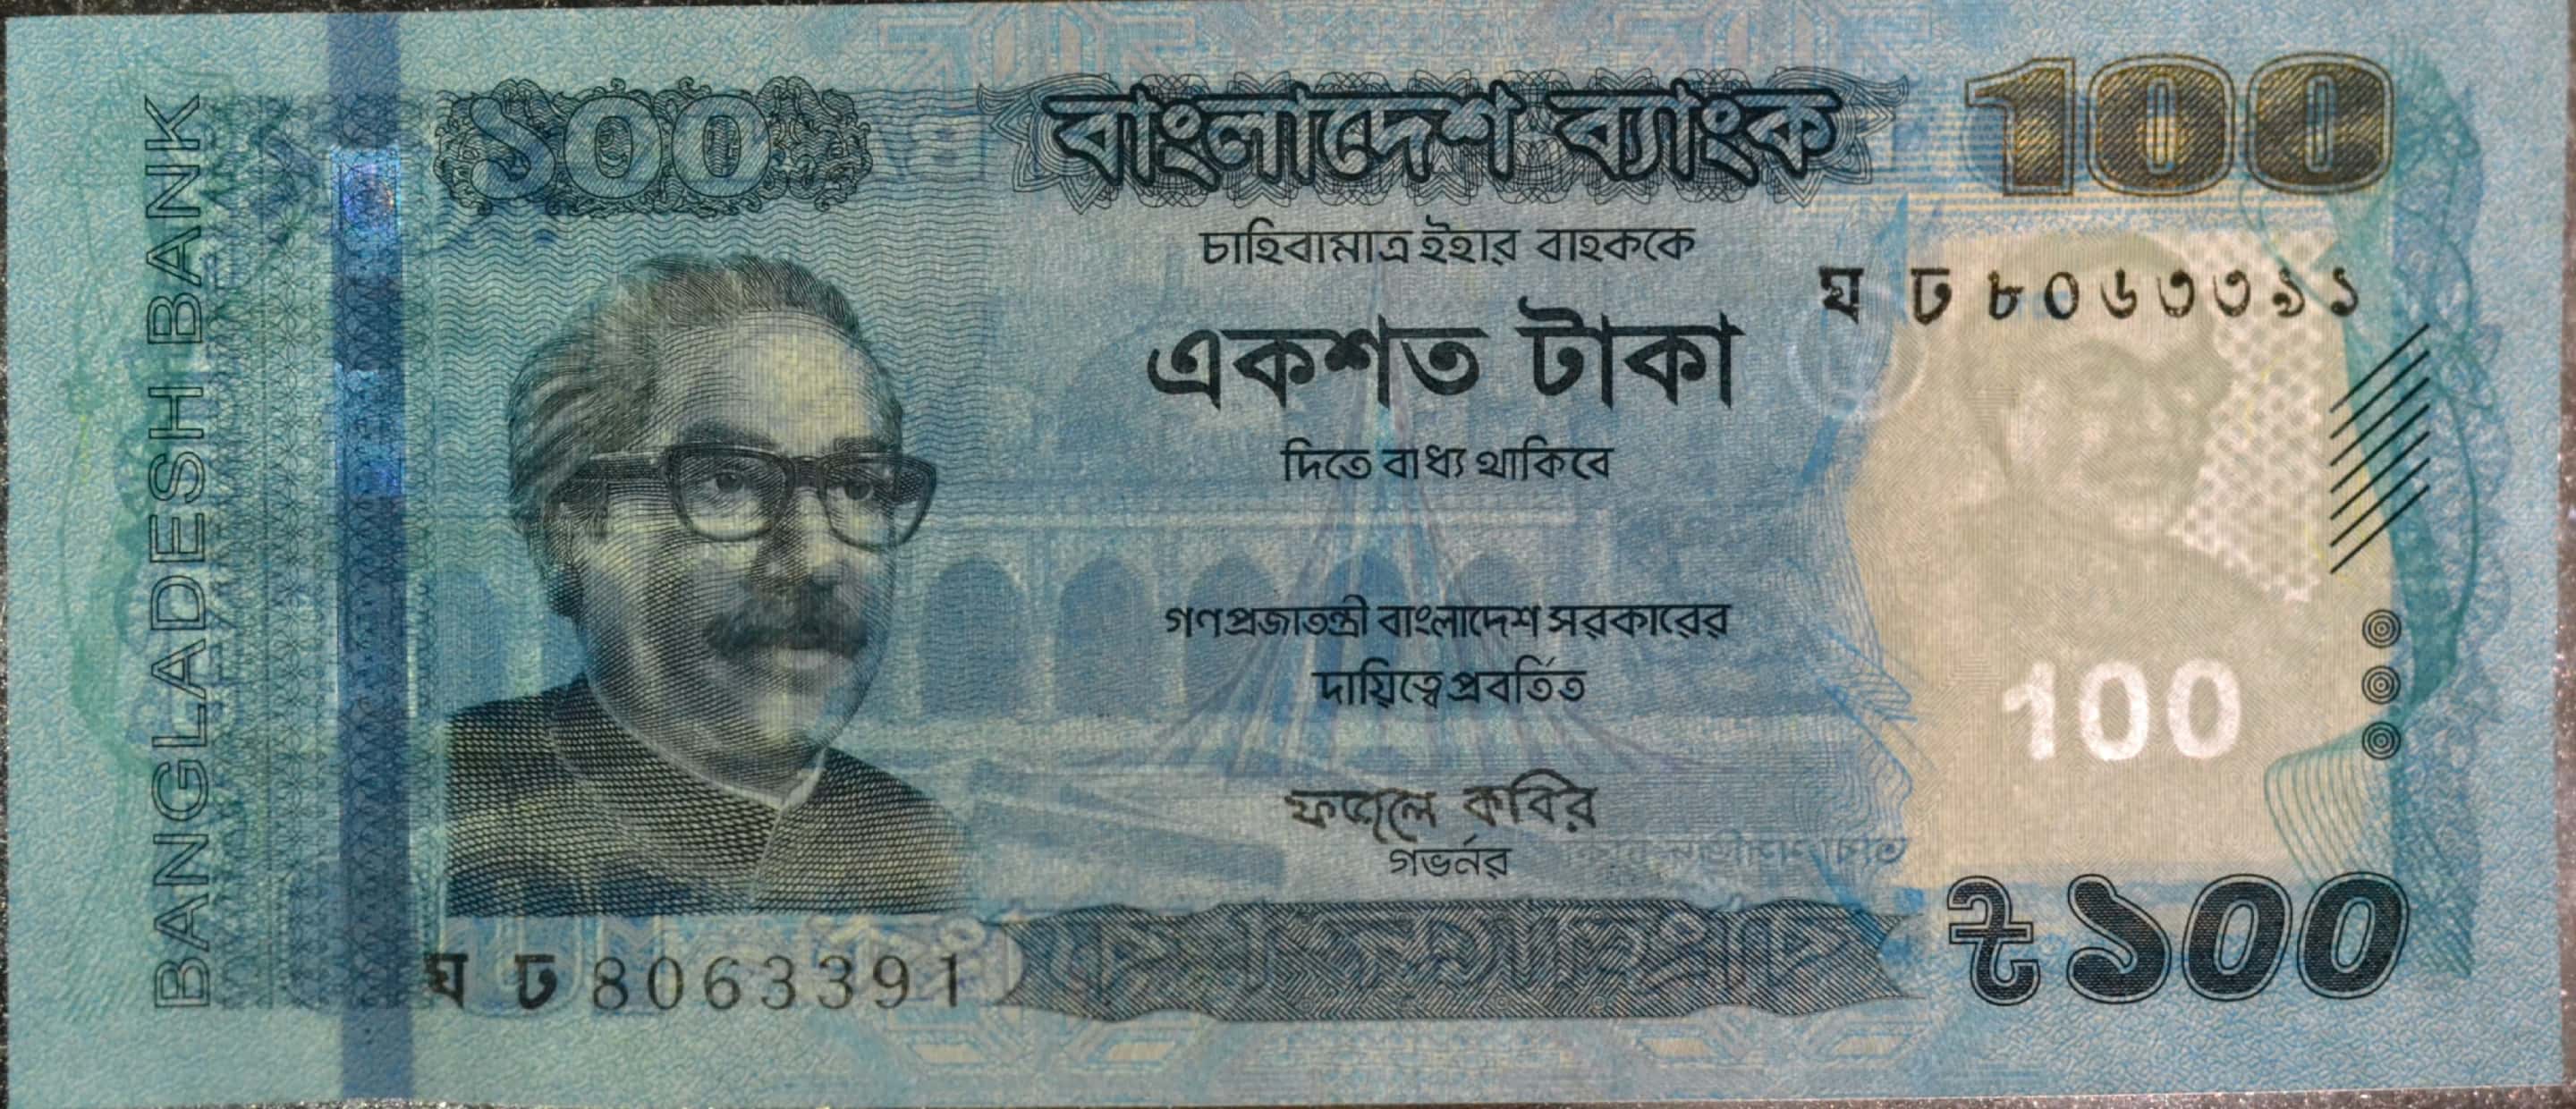 BANGLADESH BANK
১০০
বাংলাদেশ ব্যাংক
100
চাহিবামাত্র ইহার বাহককে
ঘ ঢ ৮০৬৩৩৯১
একশত টাকা
দিতে বাধ্য থাকিবে
গণপ্রজাতন্ত্রী বাংলাদেশ সরকারের
দায়িত্বে প্রবর্তিত
100
ফজলে কবির
গভর্নর
ঘ ঢ 8063391
৳১০০